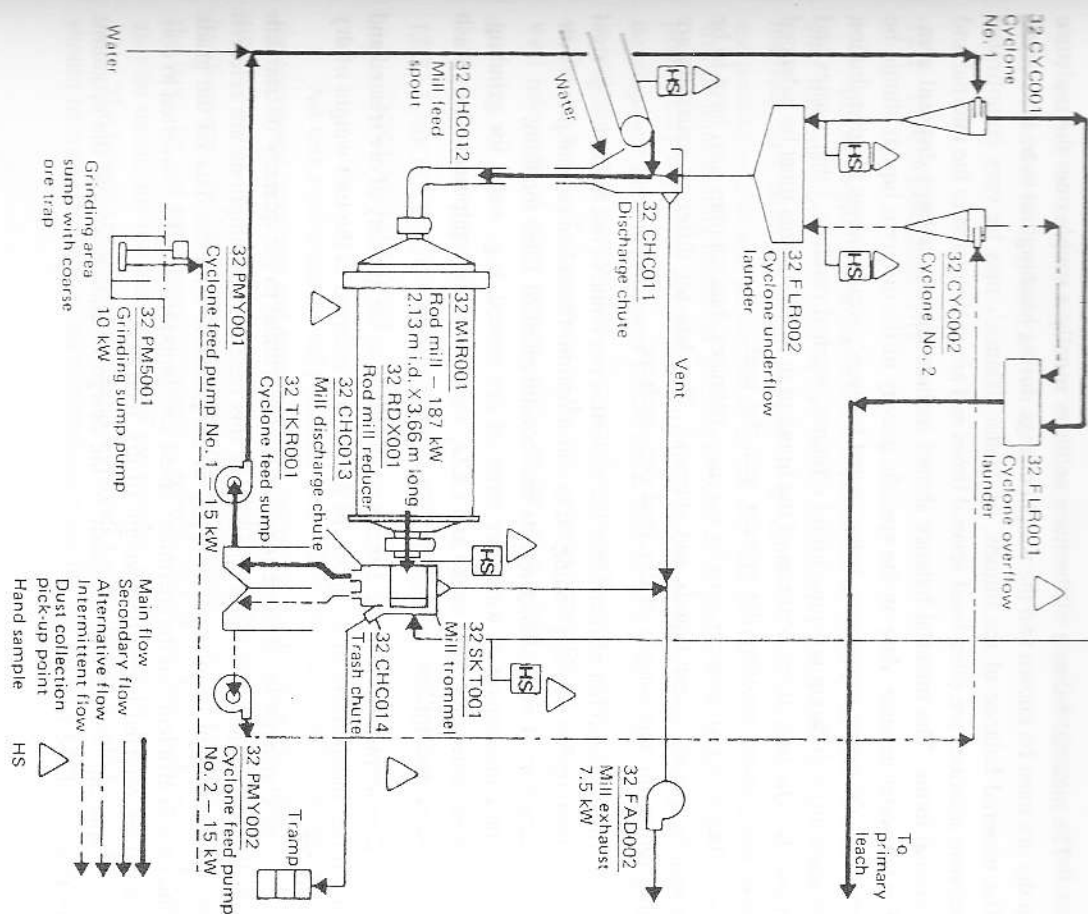 32 CYC001
Cyclone
No. 1
32 CYC002
Cyclone No. 2
32 FLR001
Cyclone overflow
launder
To
primary
leach
32 FLR002
Cyclone underflow
launder
HS
HS
HS
Water
32 CHC011
Discharge chute
Vent
32 FAD002
Mill exhaust
7.5 kW
32 CHC012
Mill feed
spout
32 MIR001
Rod mill – 187 kW
2.13 m i.d. X 3.66 m long
32 RDX001
Rod mill reducer
32 CHC013
Mill discharge chute
32 TKR001
Cyclone feed sump
HS
32 SKT001
Mill trommel
HS
32 CHC014
Trash chute
Tramp
Water
32 PMY001
Cyclone feed pump No. 1 – 15 kW
32 PMY002
Cyclone feed pump
No. 2 – 15 kW
32 PM5001
Grinding sump pump
10 kW
Grinding area
sump with coarse
ore trap
Main flow
Secondary flow
Alternative flow
Intermittent flow
Dust collection
pick-up point
Hand sample
HS